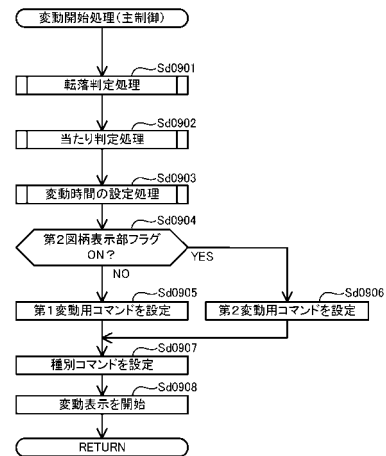 変動開始処理(主制御)
Sd0901
転落判定処理
Sd0902
当たり判定処理
Sd0903
変動時間の設定処理
Sd0904
第2図柄表示部フラグ
ON?
YES
NO
Sd0905
第1変動用コマンドを設定
Sd0906
第2変動用コマンドを設定
Sd0907
種別コマンドを設定
Sd0908
変動表示を開始
RETURN